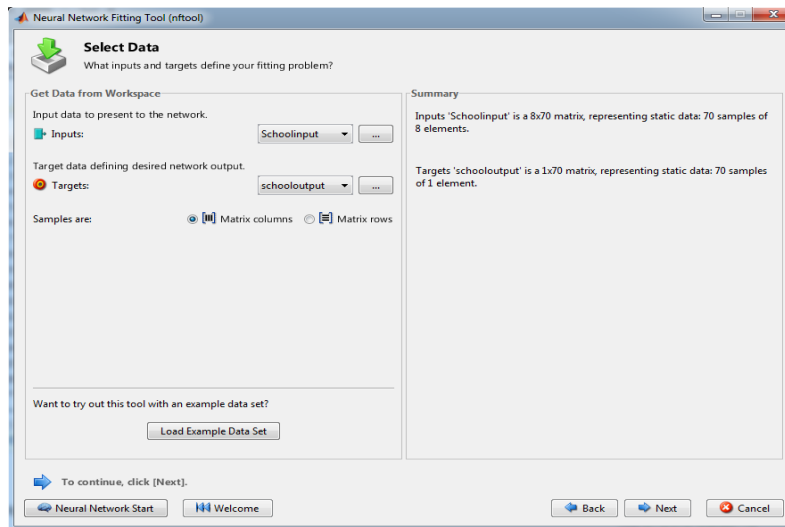 Neural Network Fitting Tool (nftool)
Select Data
What inputs and targets define your fitting problem?
Get Data from Workspace
Input data to present to the network.
Inputs: Schoolinput ...
Target data defining desired network output.
Targets: schooloutput ...
Samples are: Matrix columns Matrix rows
Want to try out this tool with an example data set?
Load Example Data Set
Summary
Inputs 'Schoolinput' is a 8x70 matrix, representing static data: 70 samples of
8 elements.
Targets 'schooloutput' is a 1x70 matrix, representing static data: 70 samples
of 1 element.
To continue, click [Next].
Neural Network Start Welcome Back Next Cancel